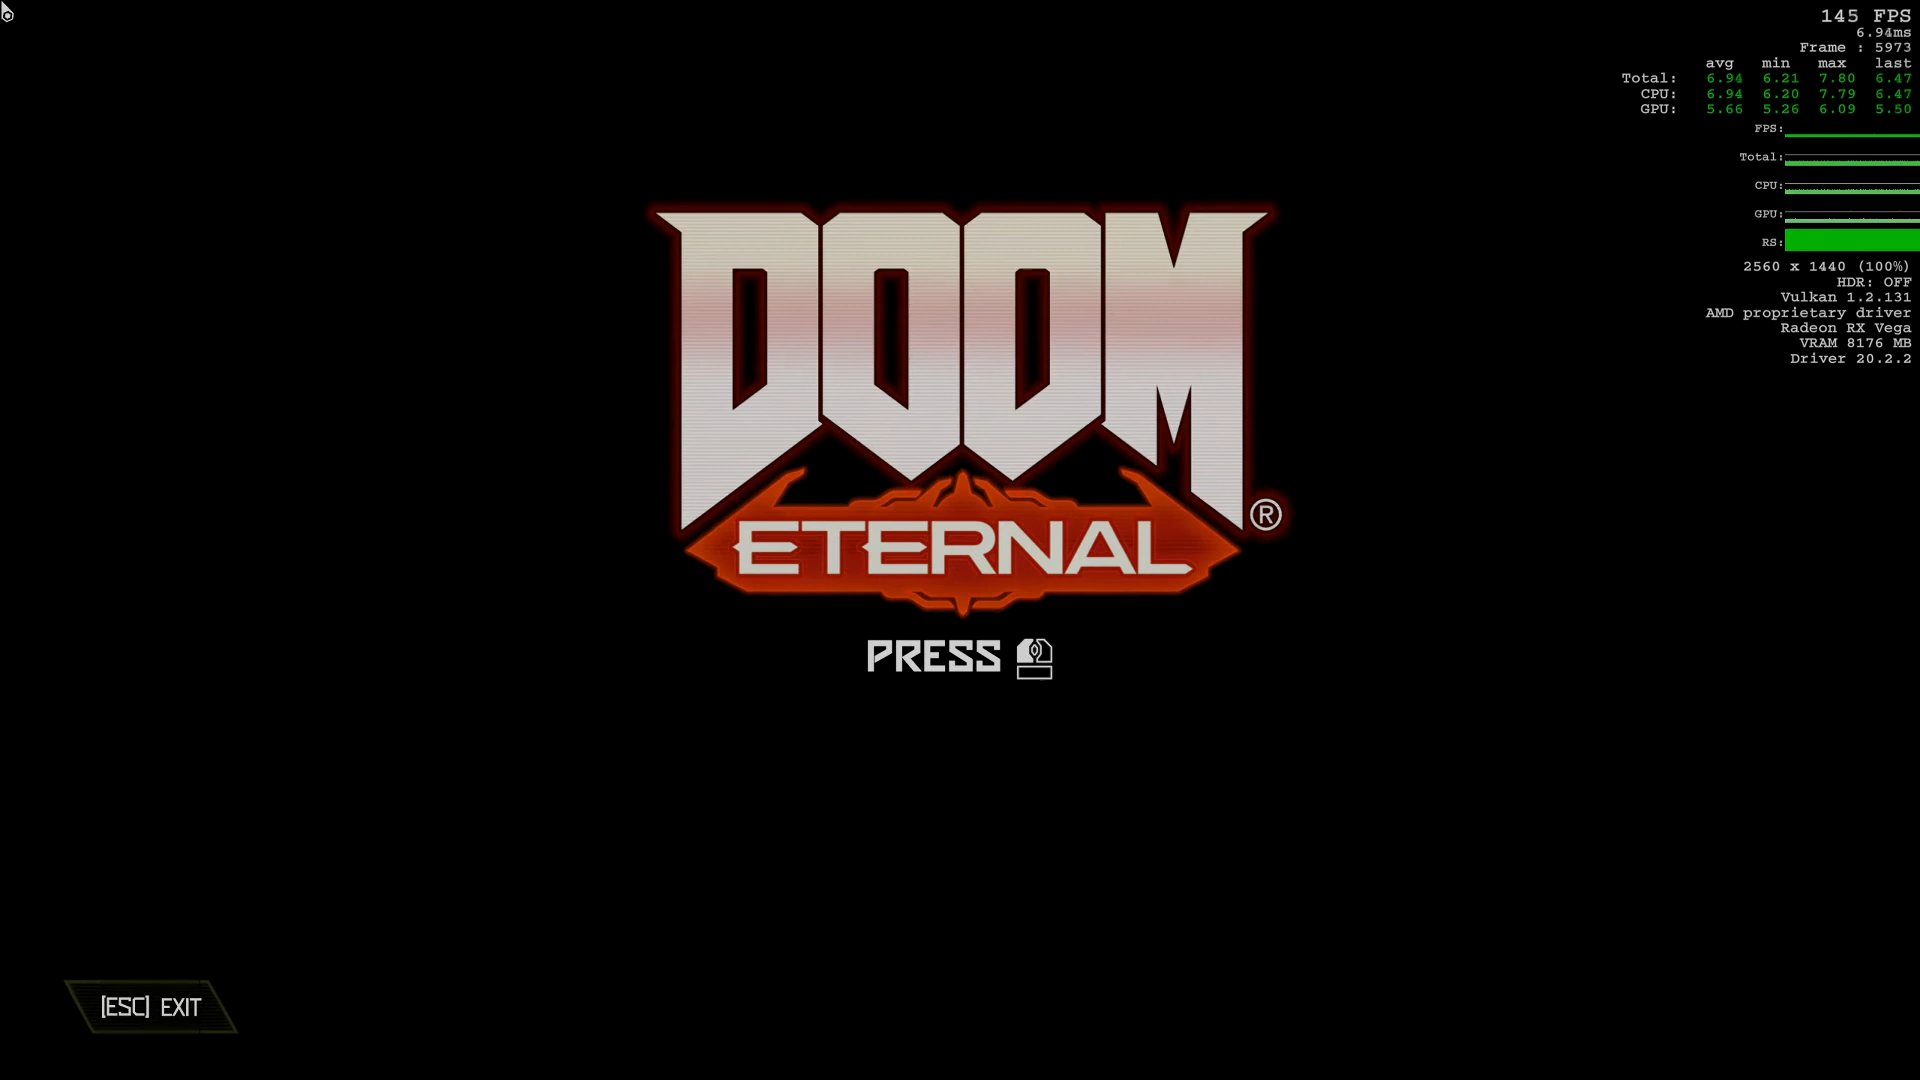 145 FPS
6.94ms
Frame : 5973
avg min max last
Total: 6.94 6.21 7.80 6.47
CPU: 6.94 6.20 7.79 6.47
GPU: 5.66 5.26 6.09 5.50
FPS:
Total:
CPU:
GPU:
RS:
2560 x 1440 (100%)
HDR: OFF
Vulkan 1.2.131
AMD proprietary driver
Radeon RX Vega
VRAM 8176 MB
Driver 20.2.2
DOOM
ETERNAL ®
PRESS
[ESC] EXIT